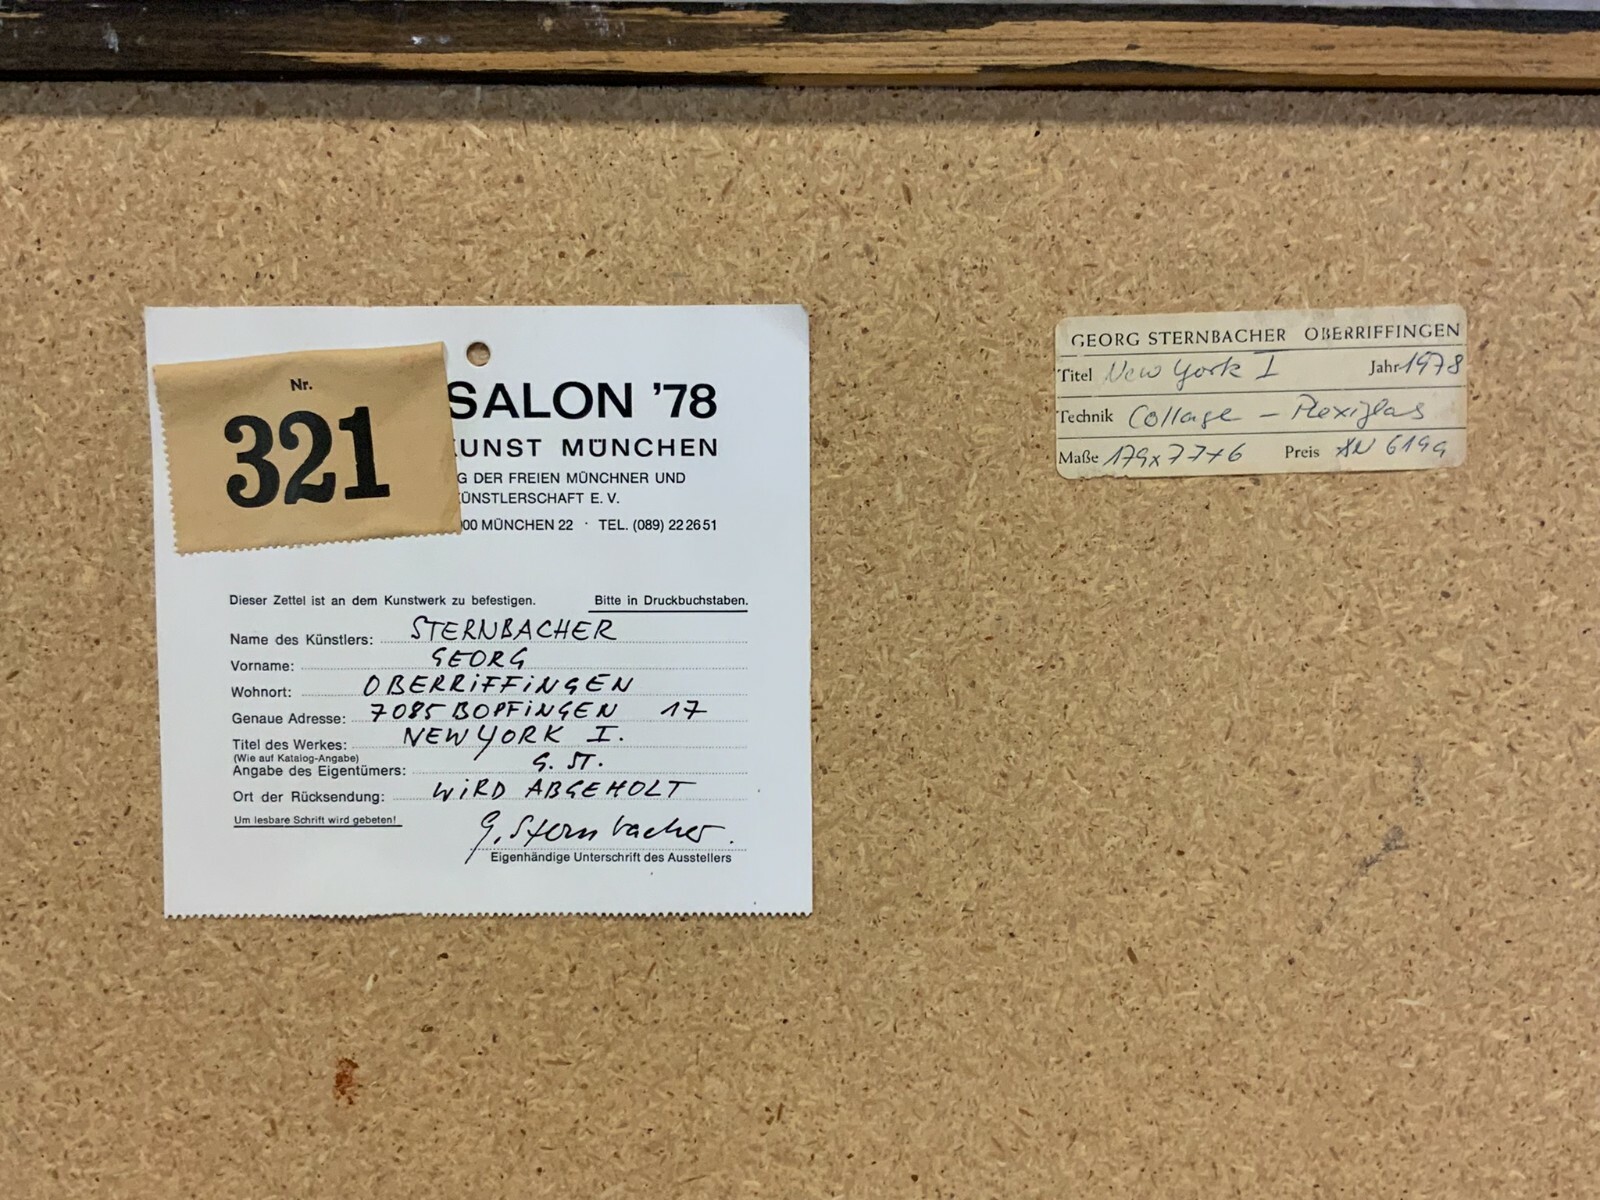 Nr.
321
SALON '78
KUNST MÜNCHEN
G DER FREIEN MÜNCHNER UND
KÜNSTLERSCHAFT E. V.
000 MÜNCHEN 22 · TEL. (089) 22 26 51
Dieser Zettel ist an dem Kunstwerk zu befestigen. Bitte in Druckbuchstaben.
Name des Künstlers: STERNBACHER
Vorname: GEORG
Wohnort: OBERRiFFiNGEN
Genaue Adresse: 7085 BOPFiNGEN 17
Titel des Werkes: NEW YORK I.
(Wie auf Katalog-Angabe)
Angabe des Eigentümers: G. ST.
Ort der Rücksendung: WiRD ABGEHOLT
Um lesbare Schrift wird gebeten!
G. Sternbacher.
Eigenhändige Unterschrift des Ausstellers
GEORG STERNBACHER OBERRIFFINGEN
Titel New York I Jahr 1978
Technik Collage - Plexiglas
Maße 179x77x6 Preis